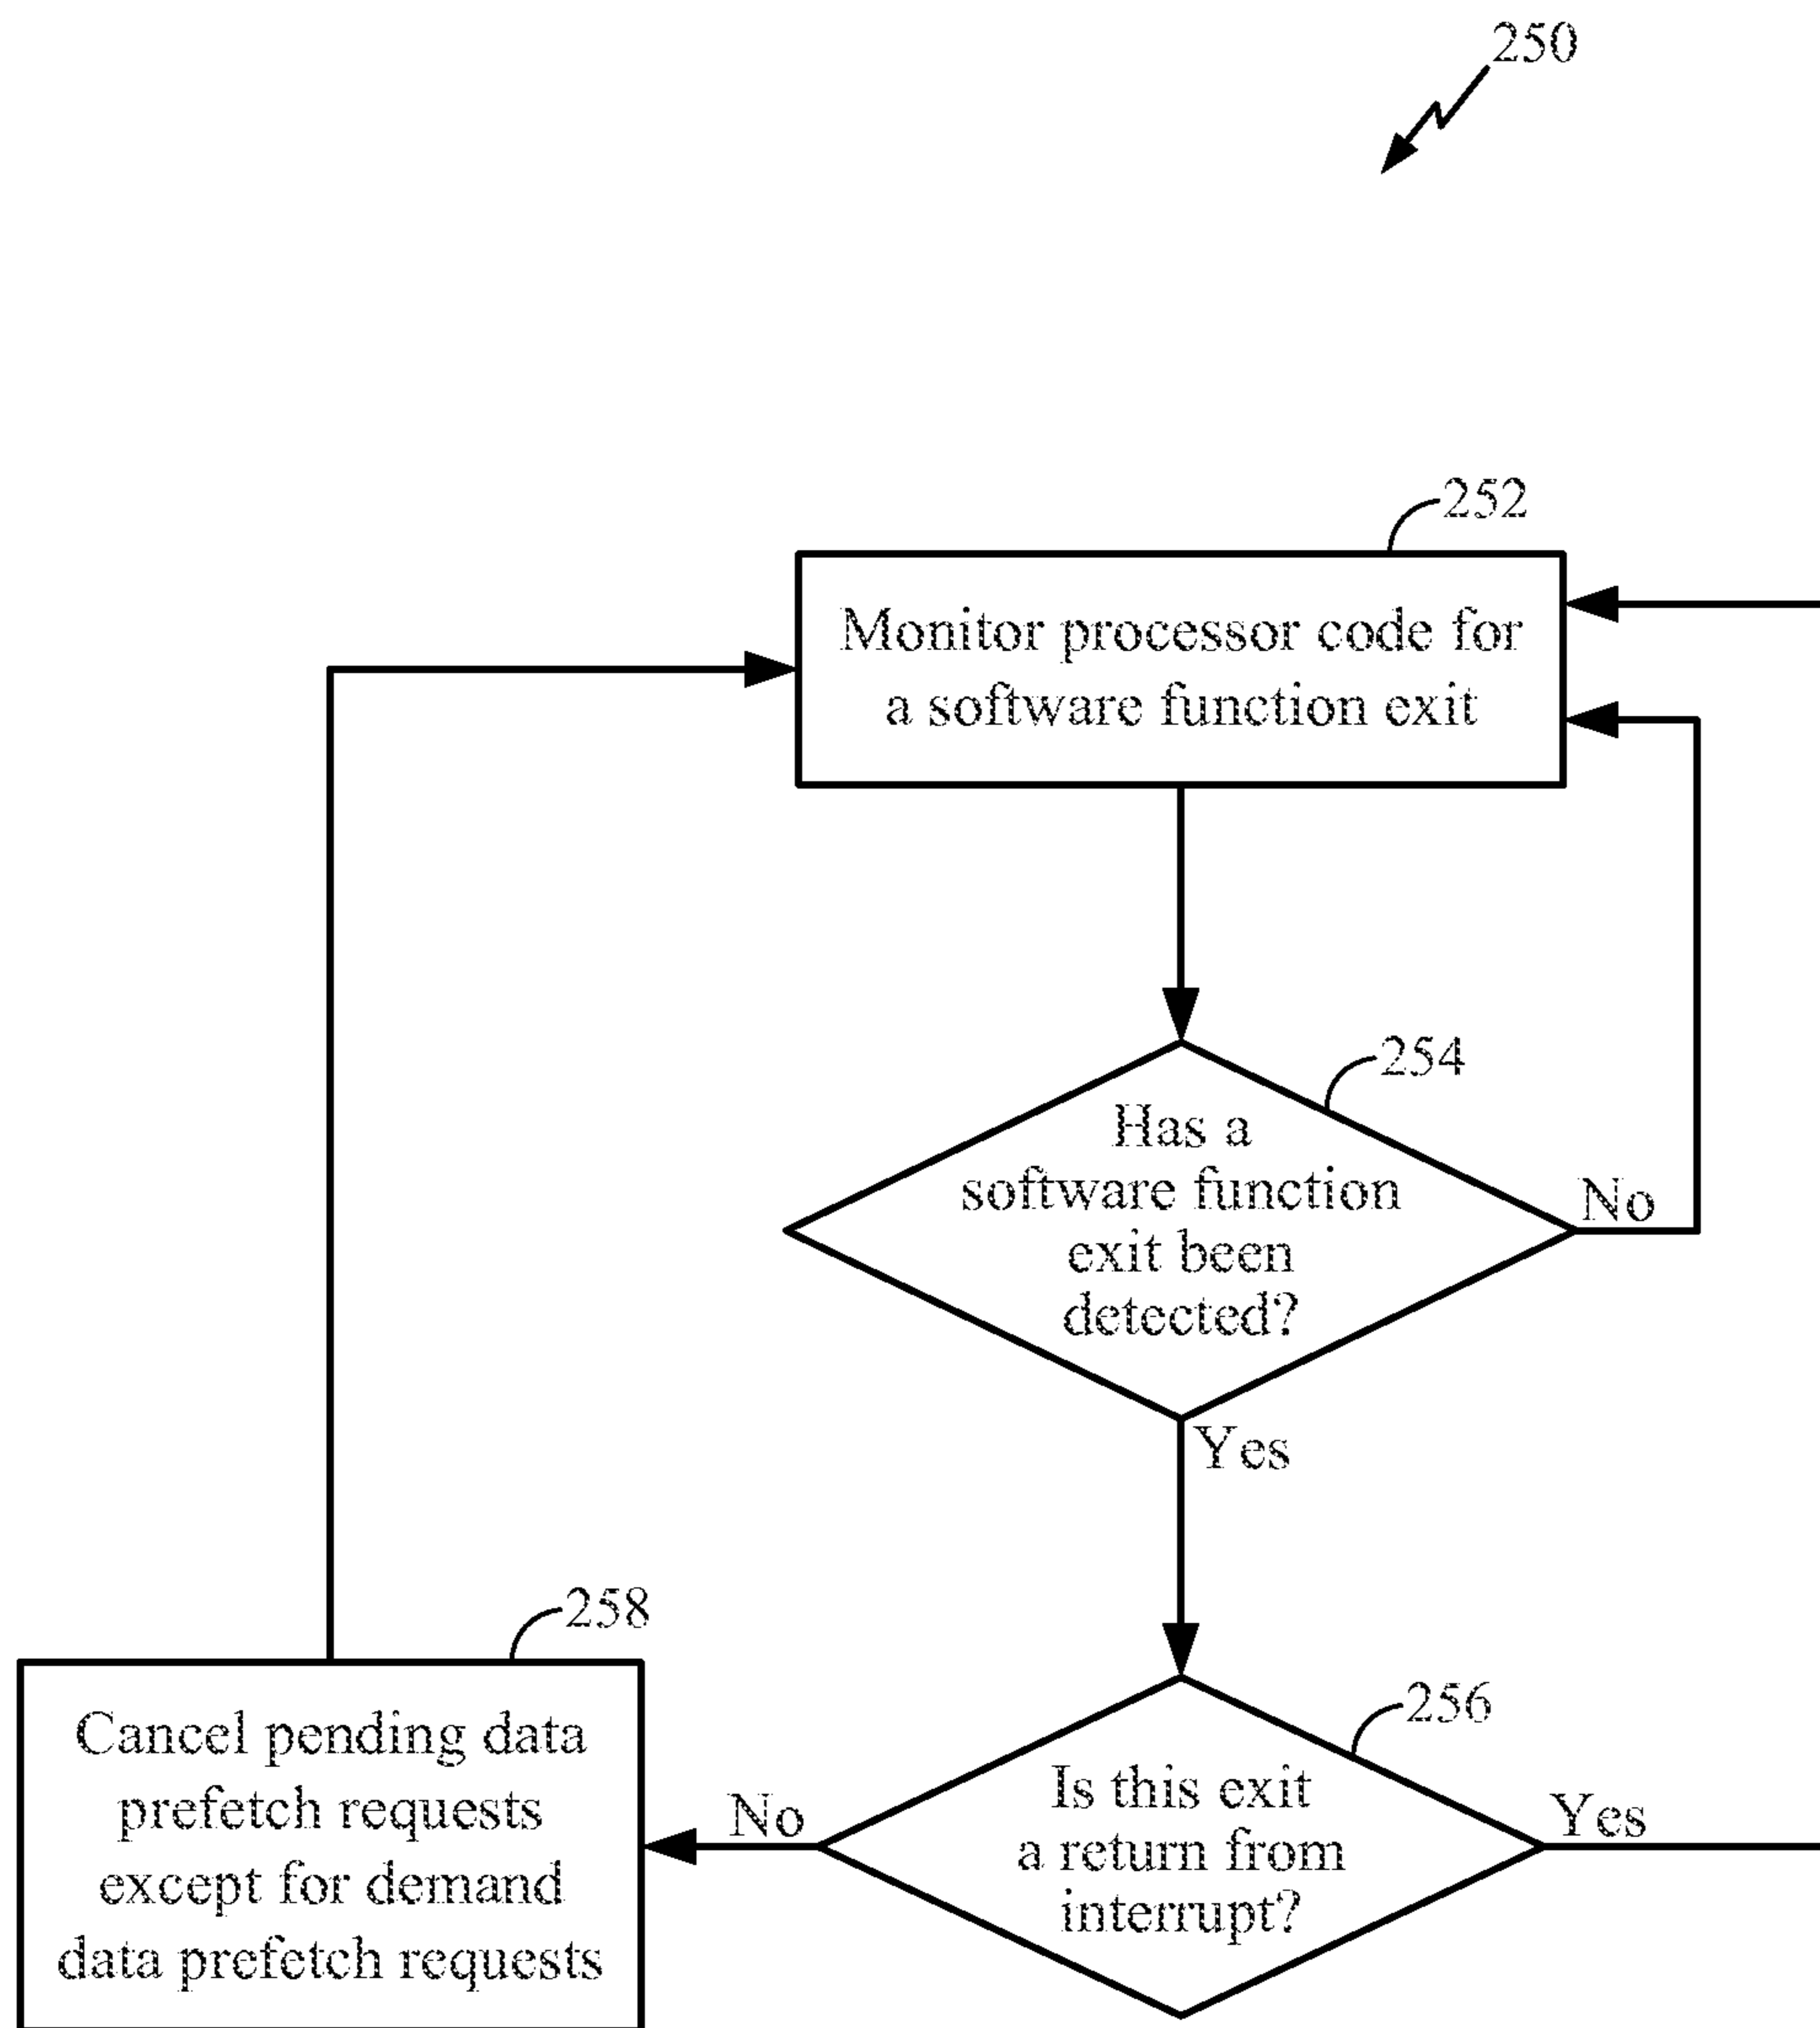 250
252
Monitor processor code for
a software function exit
254
Has a
software function
exit been
detected?
No
Yes
258
Cancel pending data
prefetch requests
except for demand
data prefetch requests
No
256
Is this exit
a return from
interrupt?
Yes